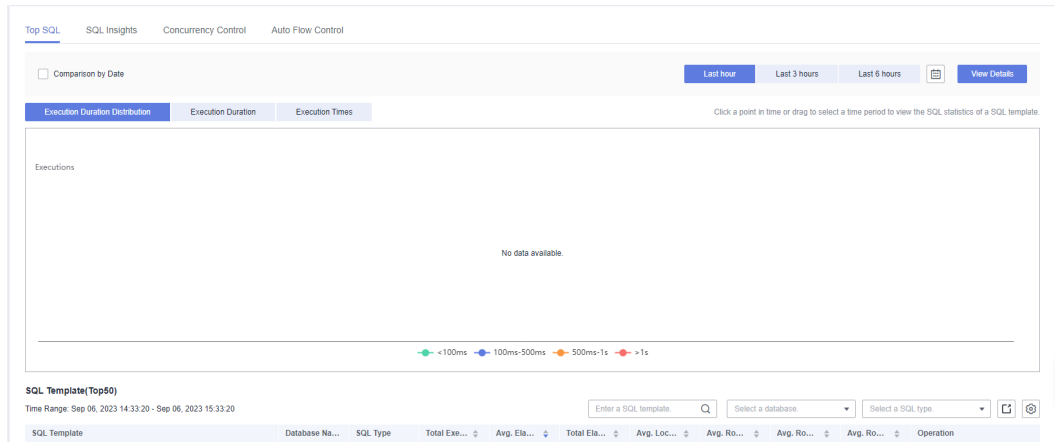 Top SQL SQL Insights Concurrency Control Auto Flow Control
Comparison by Date Last hour Last 3 hours Last 6 hours View Details
Execution Duration Distribution Execution Duration Execution Times Click a point in time or drag to select a time period to view the SQL statistics of a SQL template.
Executions
No data available.
<100ms 100ms-500ms 500ms-1s >1s
SQL Template(Top50)
Time Range: Sep 06, 2023 14:33:20 - Sep 06, 2023 15:33:20 Enter a SQL template. Select a database. Select a SQL type.
SQL Template Database Na... SQL Type Total Exe... Avg. Ela... Total Ela... Avg. Loc... Avg. Ro... Avg. Ro... Avg. Ro... Operation